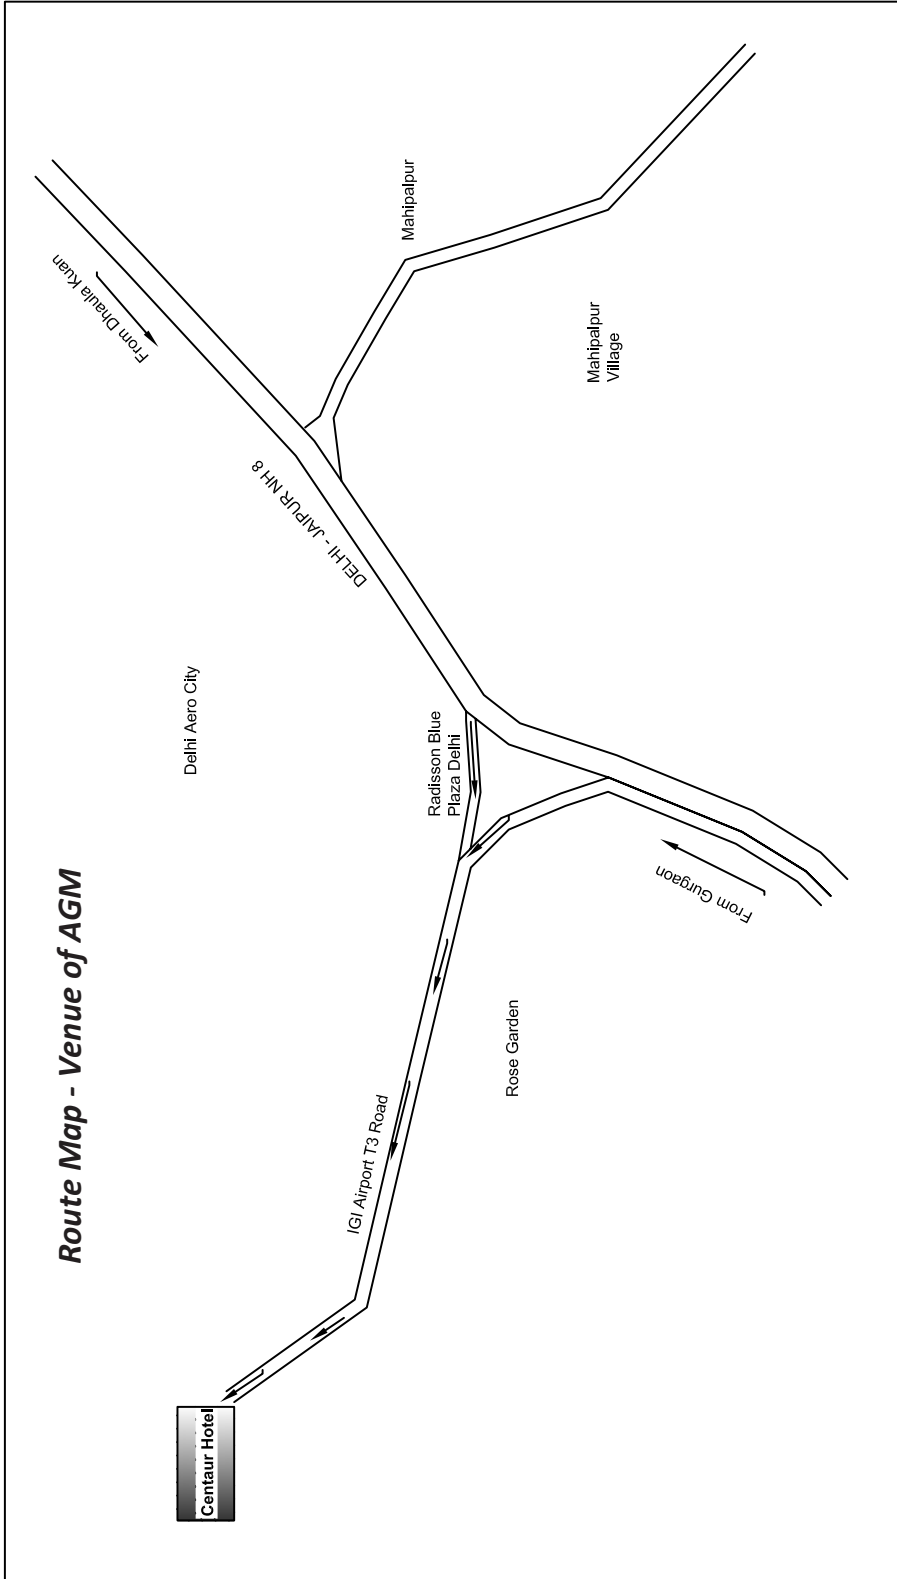 Route Map - Venue of AGM
Centaur Hotel
IGI Airport T3 Road
Rose Garden
Delhi Aero City
Radisson Blue
Plaza Delhi
From Gurgaon
DELHI - JAIPUR NH 8
From Dhaula Kuan
Mahipalpur
Mahipalpur
Village